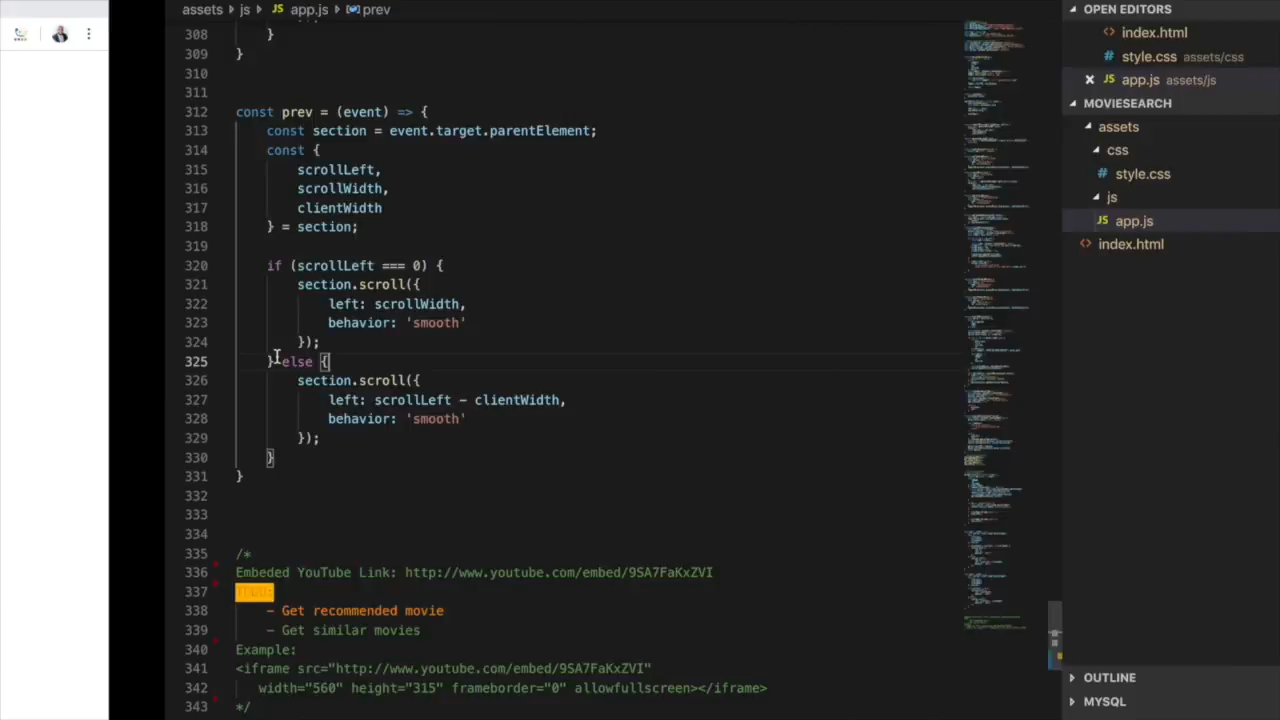 assets js JS app.js prev
308 }
309 }
310
311
312 const prev = (event) => {
313 const section = event.target.parentElement;
314 const {
315 scrollLeft,
316 scrollWidth,
317 clientWidth
318 } = section;
319
320 if (scrollLeft === 0) {
321 section.scroll({
322 left: scrollWidth,
323 behavior: 'smooth'
324 });
325 } else {
326 section.scroll({
327 left: scrollLeft - clientWidth,
328 behavior: 'smooth'
329 });
330 }
331 }
332
333
334
335 /*
336 Embeded YouTube Link: http://www.youtube.com/embed/9SA7FaKxZVI
337 TODO:
338 - Get recommended movie
339 - Get similar movies
340 Example:
341 <iframe src="http://www.youtube.com/embed/9SA7FaKxZVI"
342 width="560" height="315" frameborder="0" allowfullscreen></iframe>
343 */
OPEN EDITORS
<> index.html
# style.css assets/css
JS app.js assets/js
MOVIESEARCH
assets
css
# style.css
js
JS app.js
<> index.html
OUTLINE
MYSQL